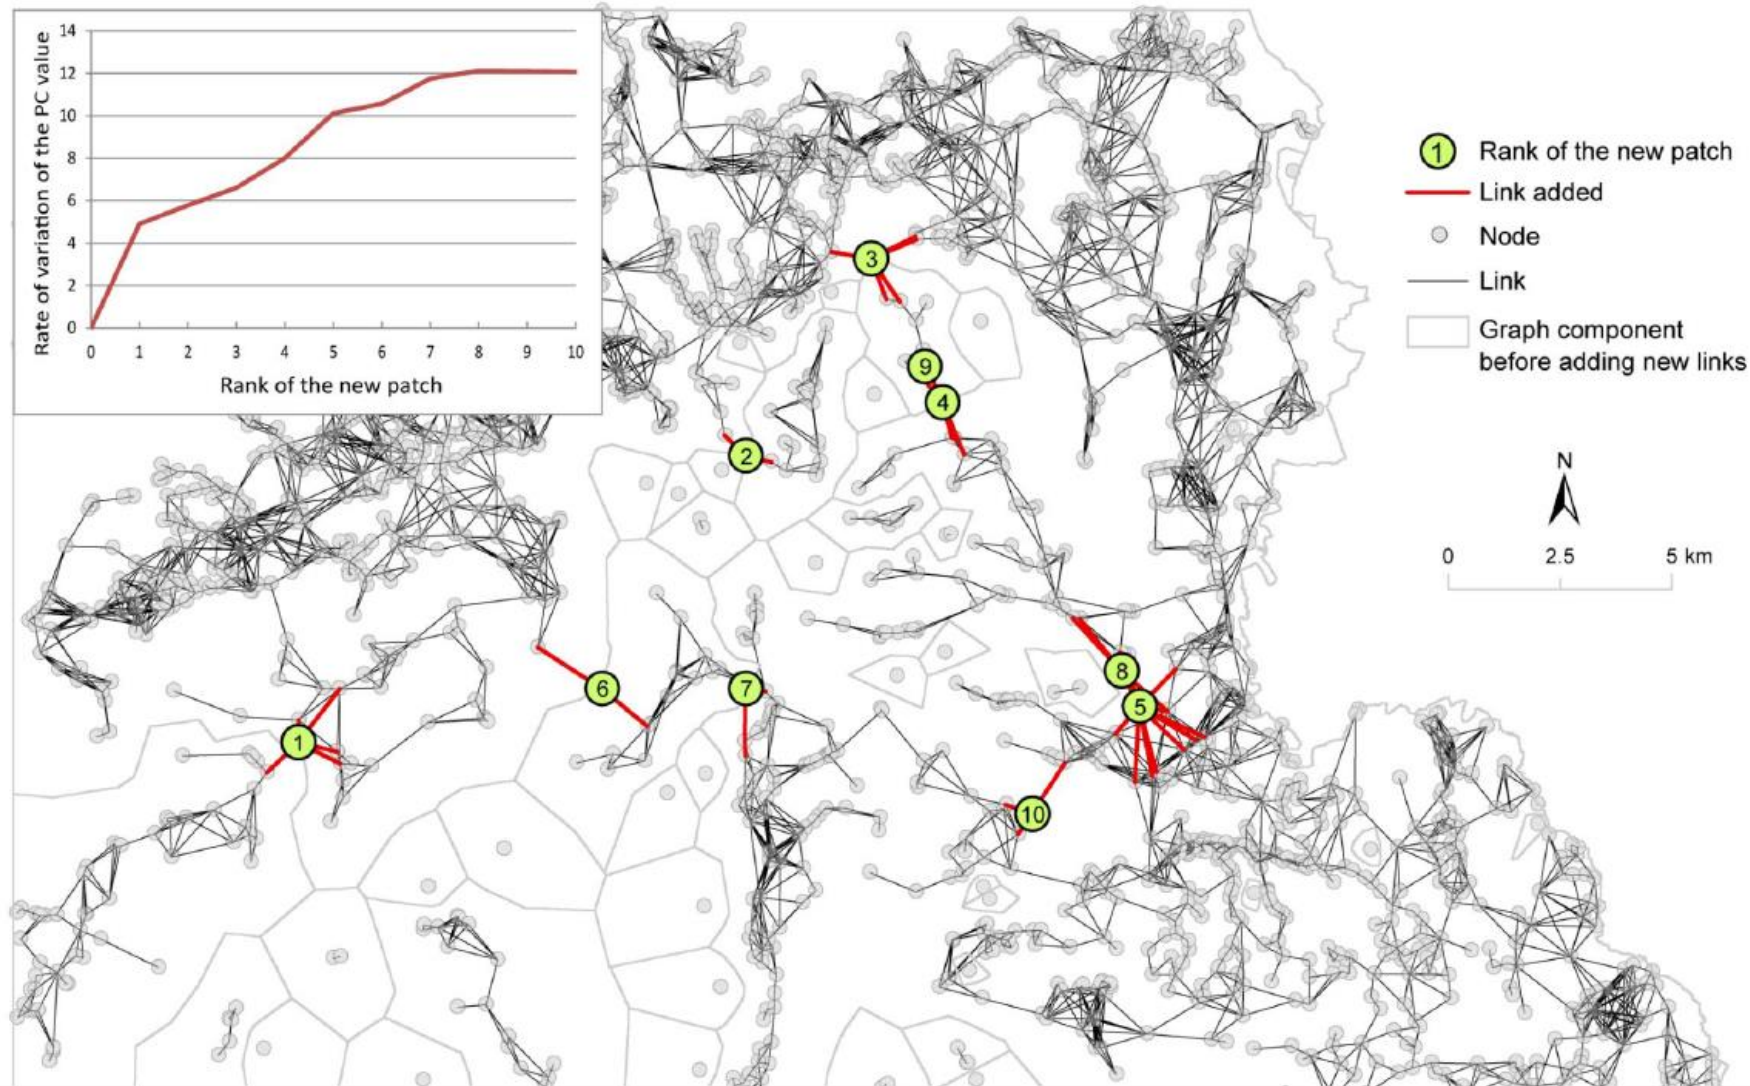 Rate of variation of the PC value
14
12
10
8
6
4
2
0
0 1 2 3 4 5 6 7 8 9 10
Rank of the new patch
1 Rank of the new patch
Link added
Node
Link
Graph component
before adding new links
N
0 2.5 5 km
3
9
4
2
8
6
7
5
1
10